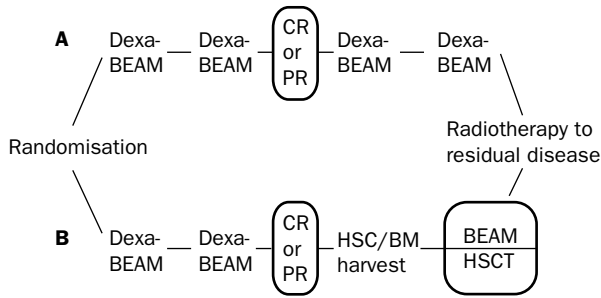 A
Dexa-
BEAM
Dexa-
BEAM
CR
or
PR
Dexa-
BEAM
Dexa-
BEAM
Randomisation
Radiotherapy to
residual disease
B
Dexa-
BEAM
Dexa-
BEAM
CR
or
PR
HSC/BM
harvest
BEAM
HSCT